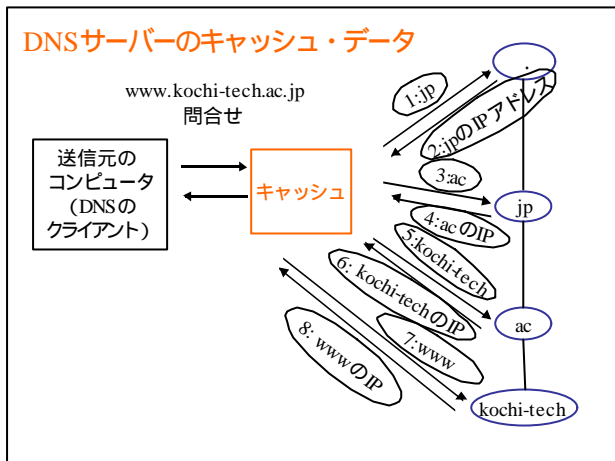 DNSサーバーのキャッシュ・データ
www.kochi-tech.ac.jp
問合せ
送信元の
コンピュータ
(DNSの
クライアント)
キャッシュ
.
1:jp
2:jpのIPアドレス
3:ac
jp
4:acのIP
5:kochi-tech
6: kochi-techのIP
ac
7:www
8: wwwのIP
kochi-tech